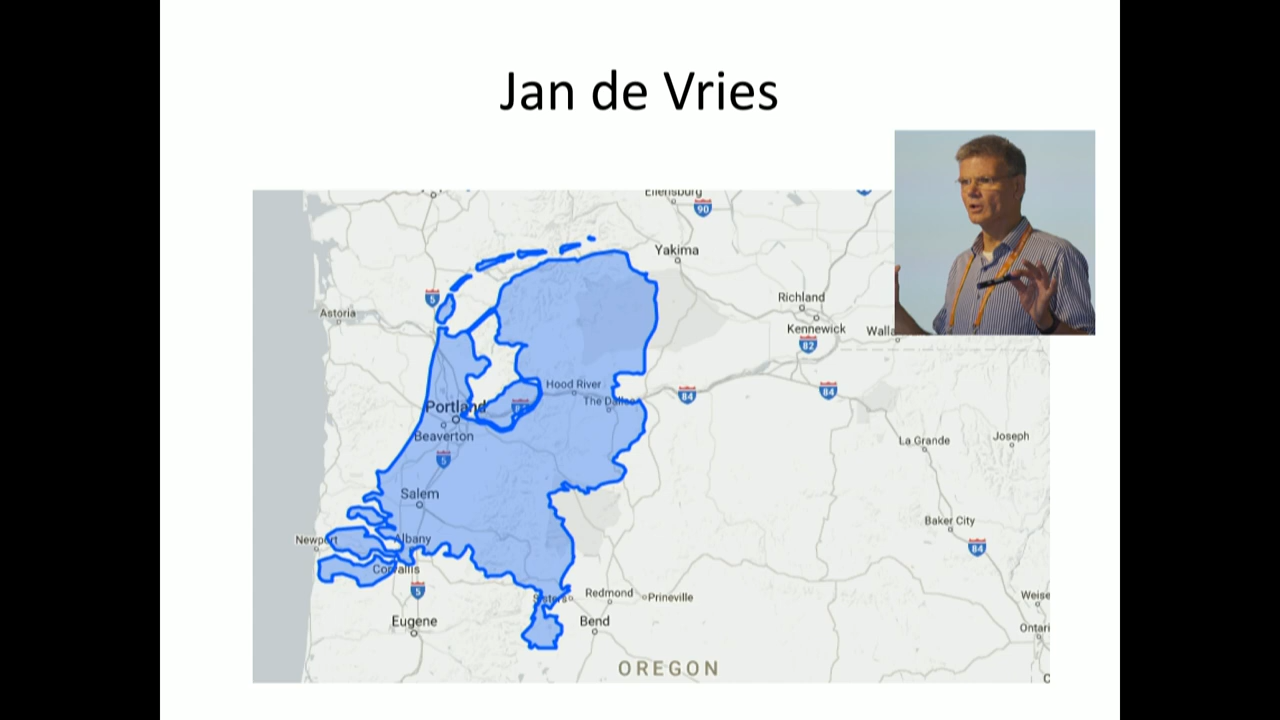 Jan de Vries
Ellensburg
90
Yakima
5
Astoria
Richland
Kennewick
Walla
82
Hood River
84
84
The Dalles
84
Portland
Beaverton
5
La Grande
Joseph
Salem
Baker City
Newport
Albany
84
Corvallis
5
Sisters
Redmond
Prineville
Weise
Eugene
Bend
Ontari
OREGON